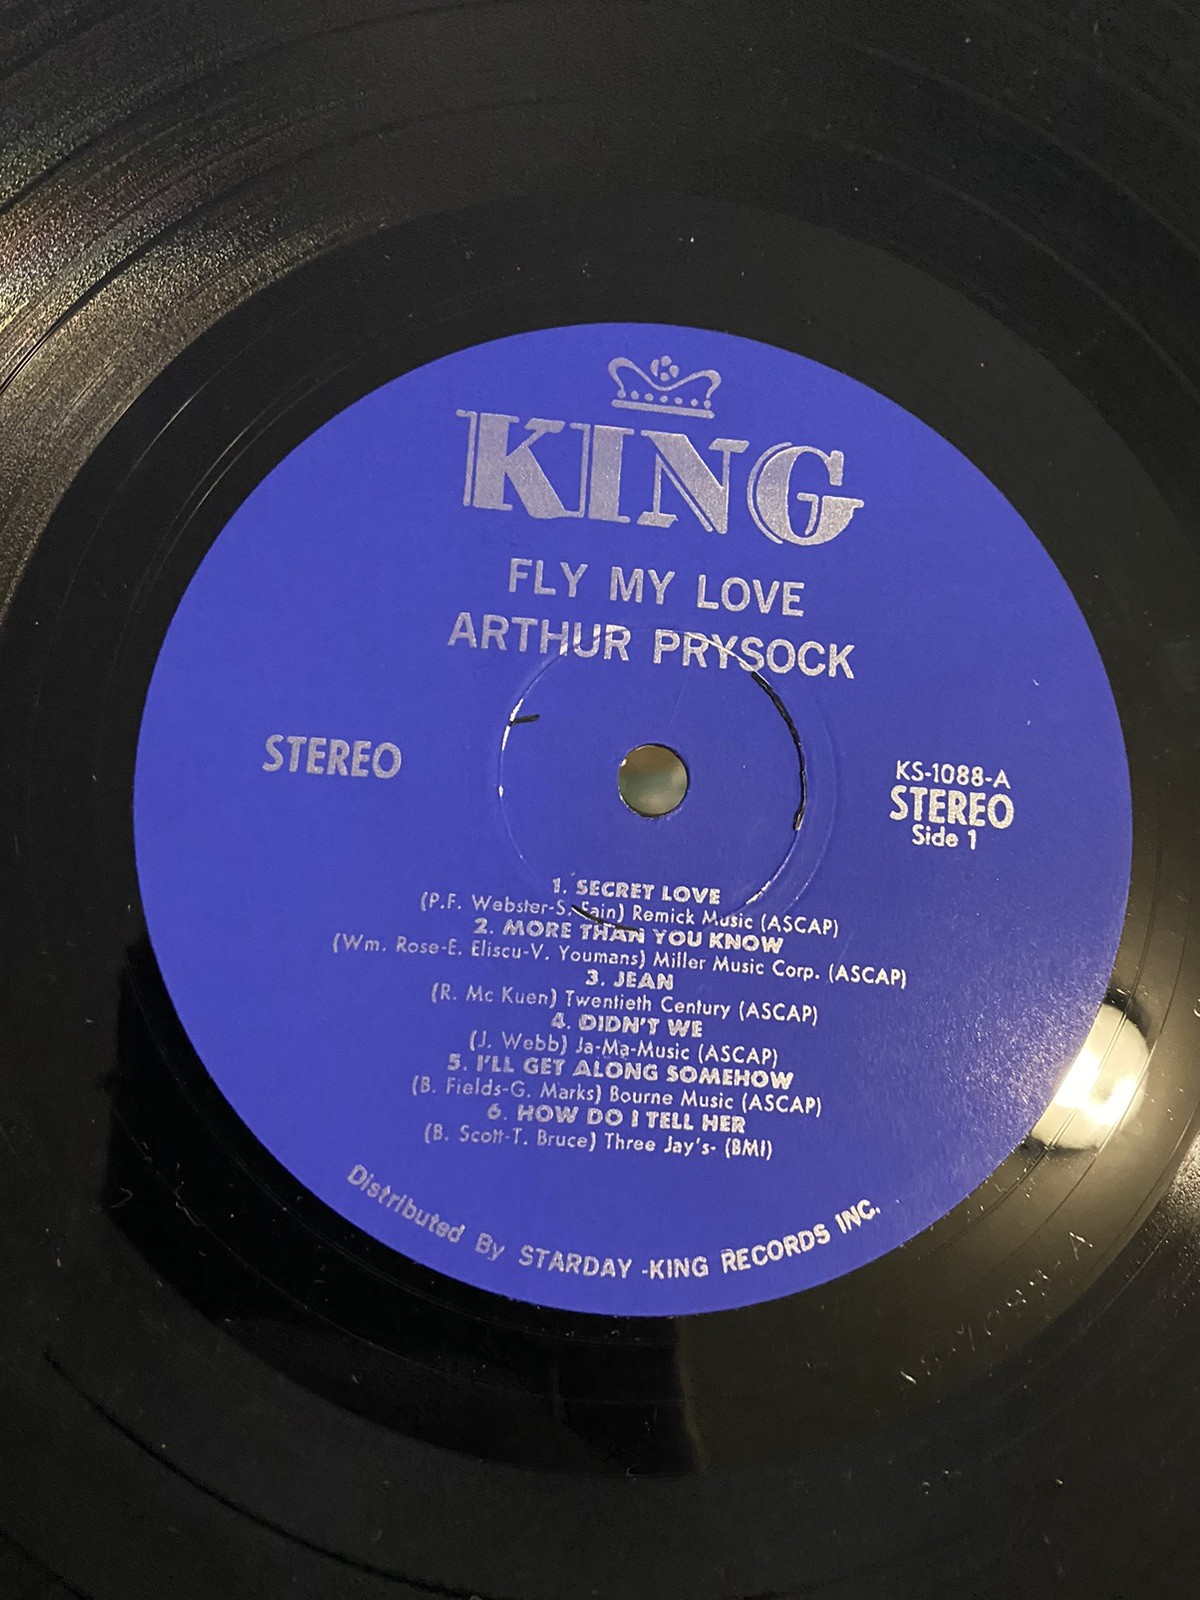 KING
FLY MY LOVE
ARTHUR PRYSOCK
STEREO
KS-1088-A
STEREO
Side 1
1. SECRET LOVE
(P.F. Webster-S. Fain) Remick Music (ASCAP)
2. MORE THAN YOU KNOW
(Wm. Rose-E. Eliscu-V. Youmans) Miller Music Corp. (ASCAP)
3. JEAN
(R. Mc Kuen) Twentieth Century (ASCAP)
4. DIDN'T WE
(J. Webb) Ja-Ma-Music (ASCAP)
5. I'LL GET ALONG SOMEHOW
(B. Fields-G. Marks) Bourne Music (ASCAP)
6. HOW DO I TELL HER
(B. Scott-T. Bruce) Three Jay's- (BMI)
Distributed By STARDAY -KING RECORDS INC.